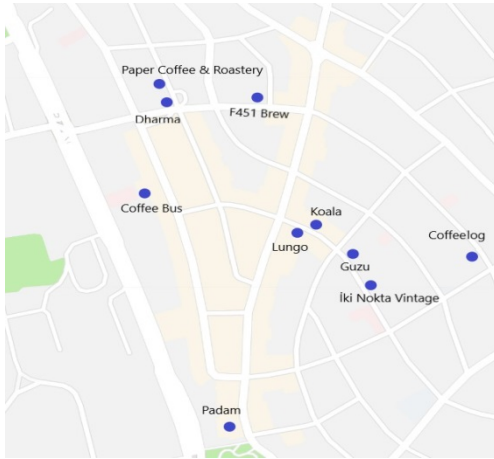 Paper Coffee & Roastery
Dharma
F451 Brew
Coffee Bus
Koala
Lungo
Coffeelog
Guzu
İki Nokta Vintage
Padam